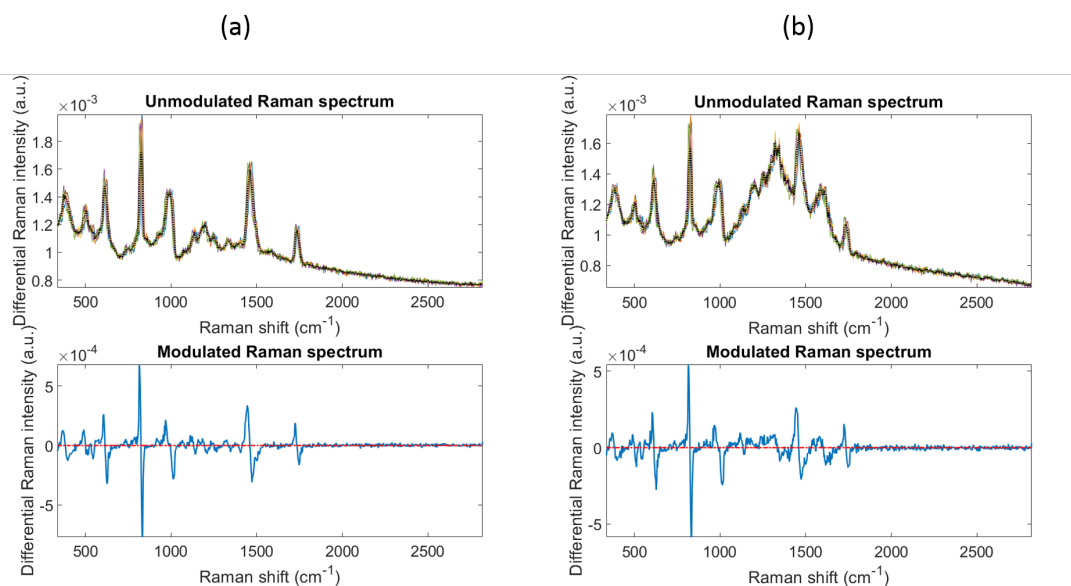 (a)
(b)
×10-3
Unmodulated Raman spectrum
1.8
1.6
1.4
1.2
1
0.8
Differential Raman intensity (a.u.)
500 1000 1500 2000 2500
Raman shift (cm-1)
×10-3
Unmodulated Raman spectrum
1.6
1.4
1.2
1
0.8
Differential Raman intensity (a.u.)
500 1000 1500 2000 2500
Raman shift (cm-1)
×10-4
Modulated Raman spectrum
5
0
-5
Differential Raman intensity (a.u.)
500 1000 1500 2000 2500
Raman shift (cm-1)
×10-4
Modulated Raman spectrum
5
0
-5
Differential Raman intensity (a.u.)
500 1000 1500 2000 2500
Raman shift (cm-1)